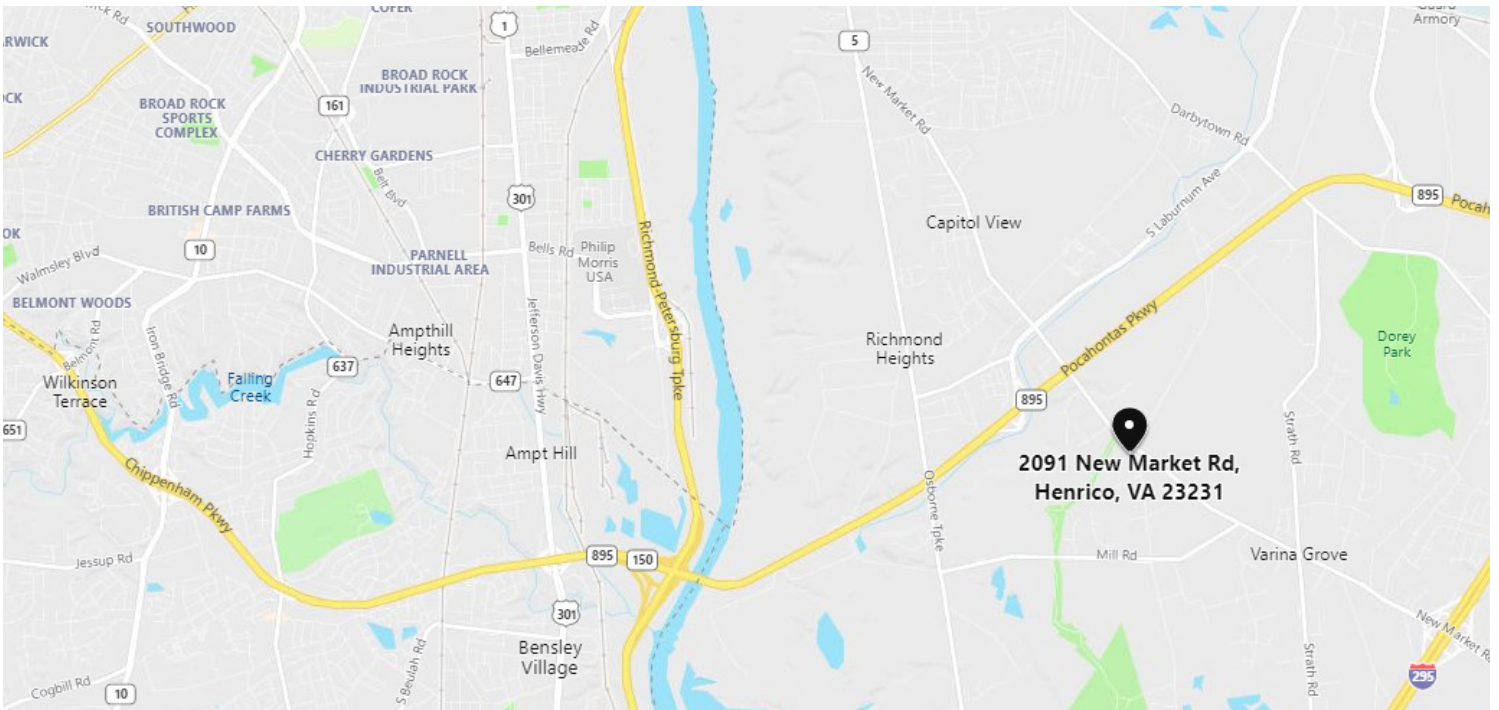 COFER
SOUTHWOOD
1
5
Armory
ARWICK
Bellemeade Rd
BROAD ROCK
INDUSTRIAL PARK
New Market Rd
OCK
BROAD ROCK
SPORTS
COMPLEX
161
Darbytown Rd
CHERRY GARDENS
Belt Blvd
301
895
Pocah
BRITISH CAMP FARMS
S Laburnum Ave
Capitol View
OK
10
Walmsley Blvd
PARNELL
INDUSTRIAL AREA
Bells Rd
Philip
Morris
USA
Richmond-Petersburg Tpke
BELMONT WOODS
Belmont Rd
Iron Bridge Rd
Ampthill
Heights
Jefferson Davis Hwy
Richmond
Heights
Pocahontas Pkwy
Dorey
Park
637
647
Wilkinson
Terrace
Falling
Creek
Hopkins Rd
895
651
Ampt Hill
2091 New Market Rd,
Henrico, VA 23231
Strath Rd
Chippenham Pkwy
Osborne Tpke
Jessup Rd
895
150
Mill Rd
Varina Grove
301
New Market Rd
Bensley
Village
S Beulah Rd
Strath Rd
295
Cogbill Rd
10